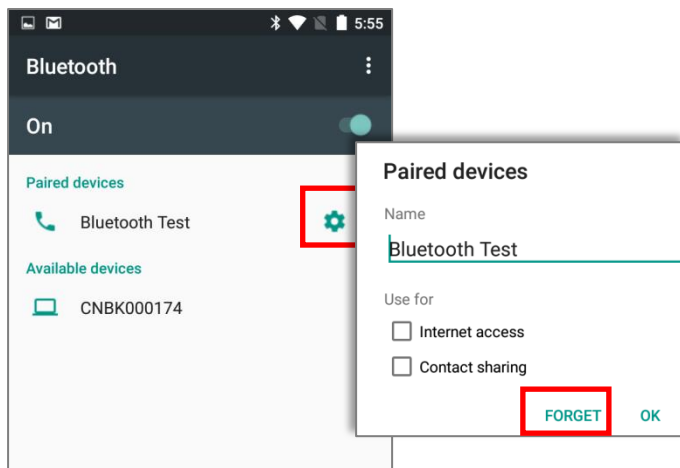 5:55
Bluetooth
On
Paired devices
Bluetooth Test
Available devices
CNBK000174
Paired devices
Name
Bluetooth Test
Use for
Internet access
Contact sharing
FORGET OK